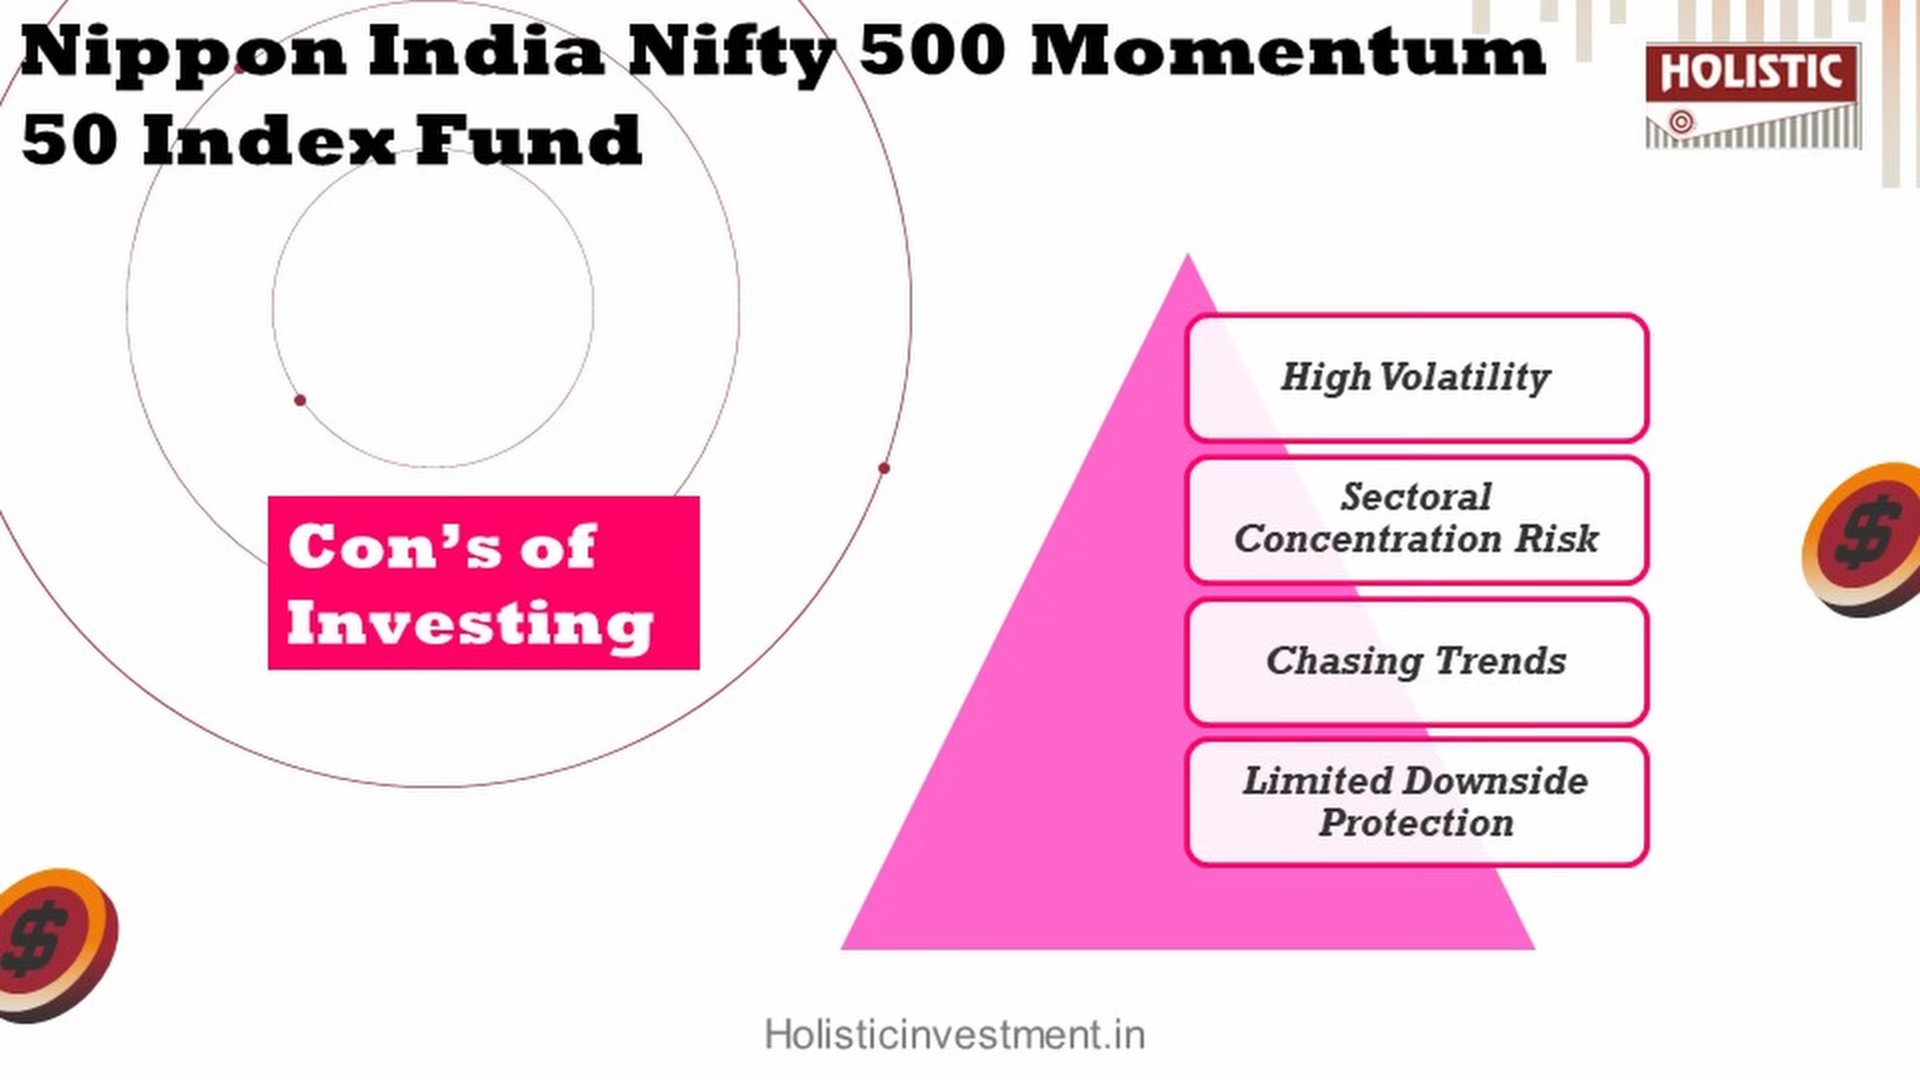 Nippon India Nifty 500 Momentum
50 Index Fund
HOLISTIC
High Volatility
Sectoral
Concentration Risk
Con’s of
Investing
Chasing Trends
Limited Downside
Protection
$
$
Holisticinvestment.in